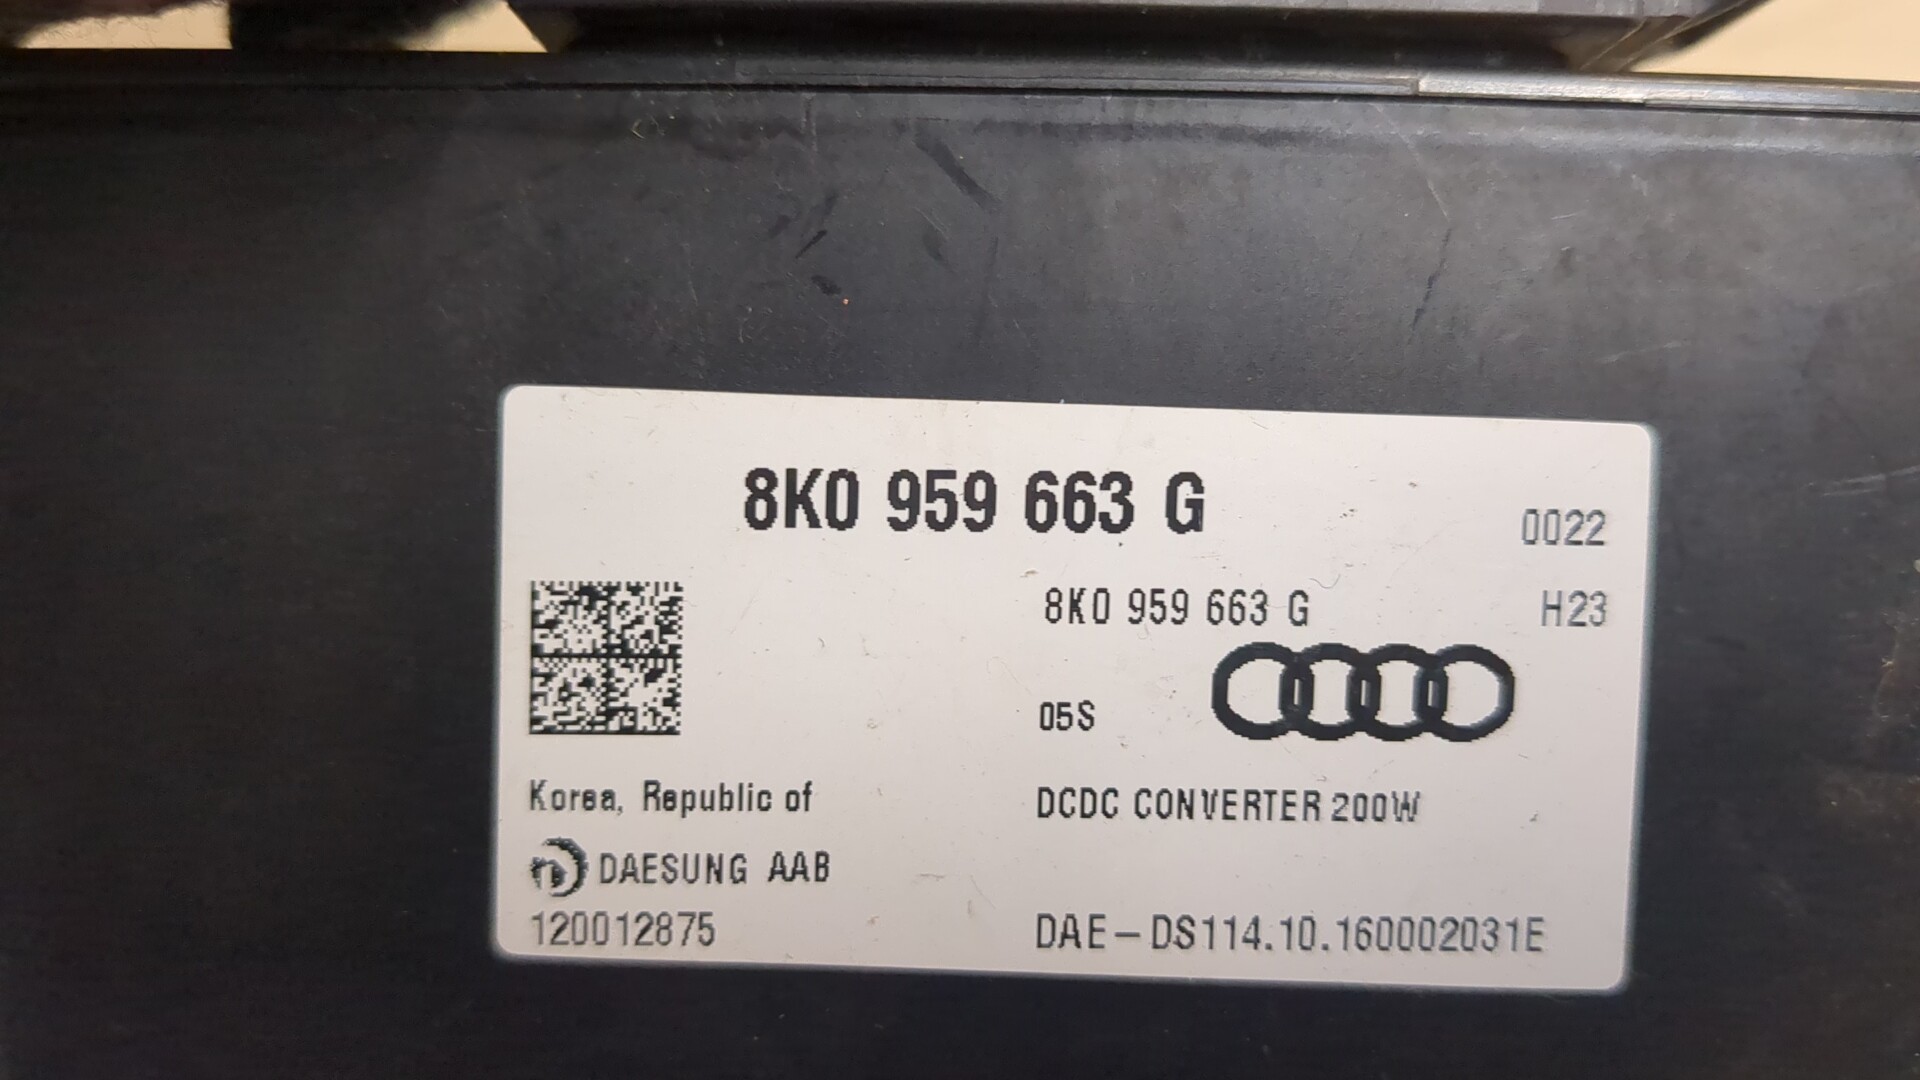 8K0 959 663 G
0022
8K0 959 663 G
H23
05S
Korea, Republic of
DCDC CONVERTER 200W
DAESUNG AAB
120012875
DAE-DS114.10.160002031E